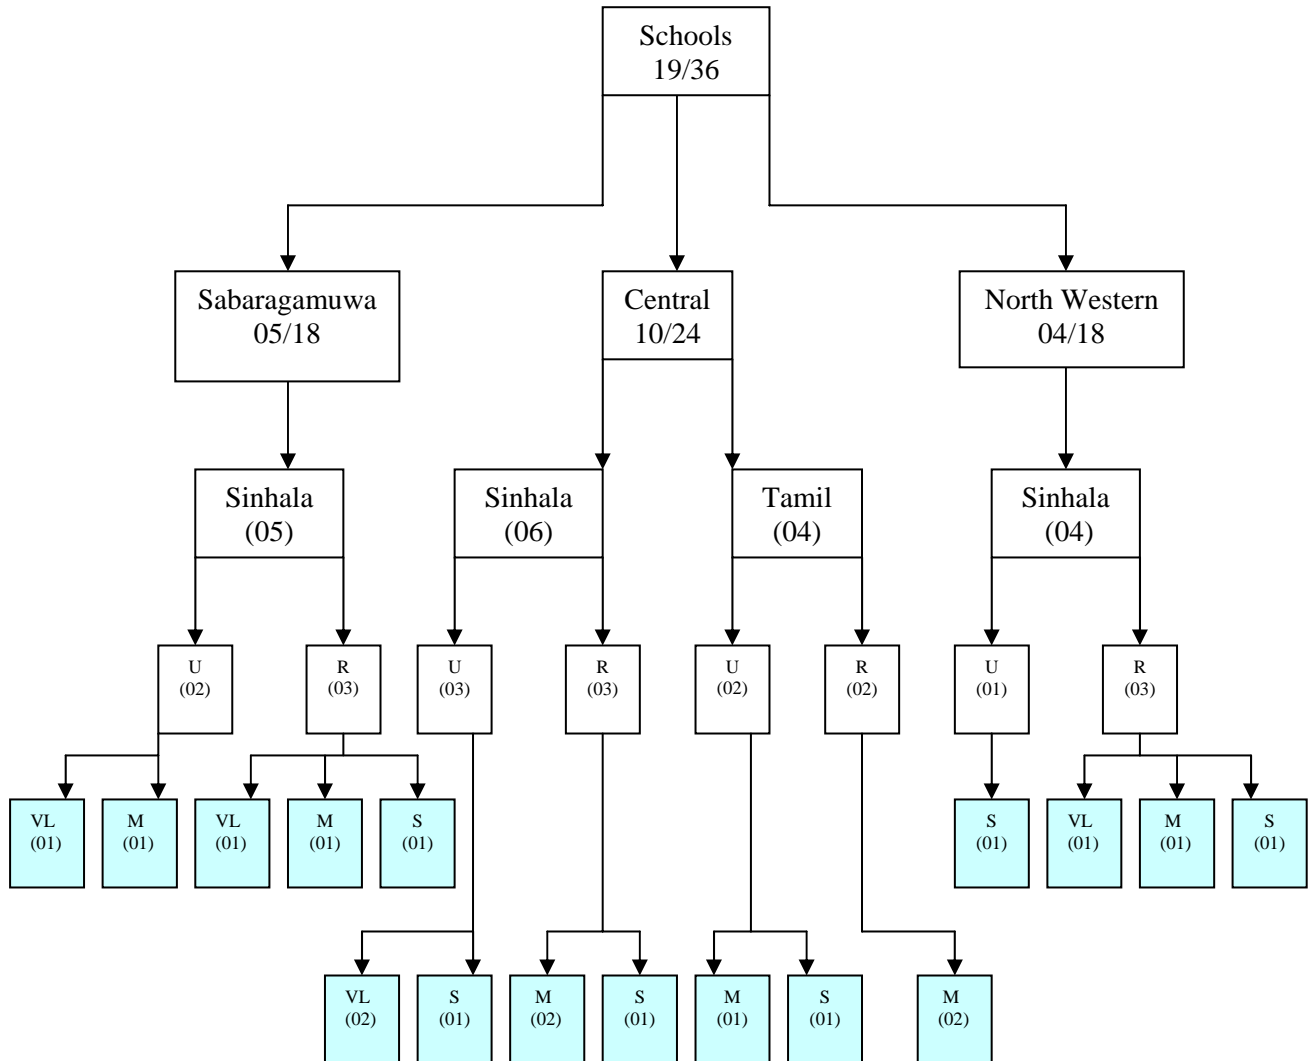 Schools
19/36
Sabaragamuwa
05/18
Central
10/24
North Western
04/18
Sinhala
(05)
Sinhala
(06)
Tamil
(04)
Sinhala
(04)
U
(02)
R
(03)
U
(03)
R
(03)
U
(02)
R
(02)
U
(01)
R
(03)
VL
(01)
M
(01)
VL
(01)
M
(01)
S
(01)
S
(01)
VL
(01)
M
(01)
S
(01)
VL
(02)
S
(01)
M
(02)
S
(01)
M
(01)
S
(01)
M
(02)